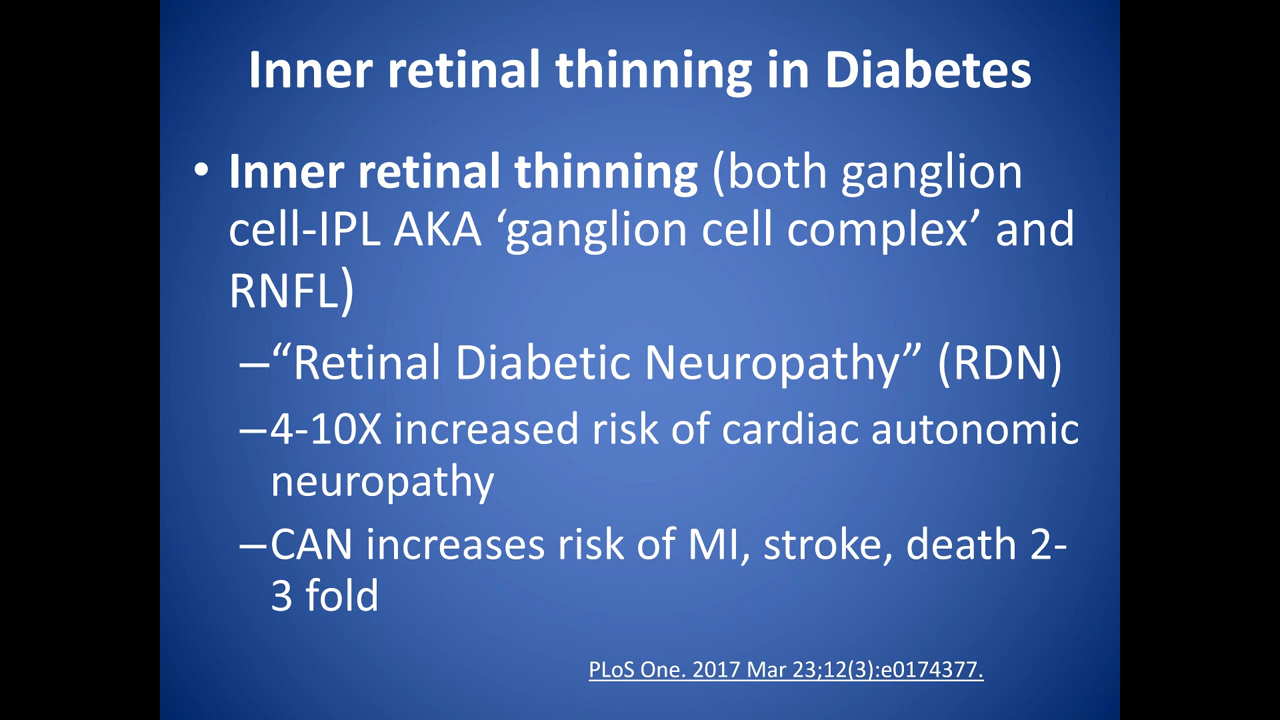 Inner retinal thinning in Diabetes
• Inner retinal thinning (both ganglion
cell-IPL AKA ‘ganglion cell complex’ and
RNFL)
–“Retinal Diabetic Neuropathy” (RDN)
–4-10X increased risk of cardiac autonomic
neuropathy
–CAN increases risk of MI, stroke, death 2-
3 fold
PLoS One. 2017 Mar 23;12(3):e0174377.